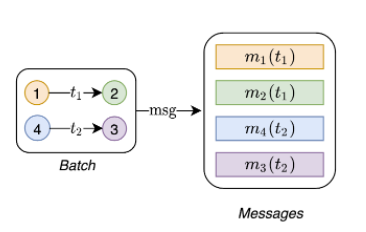 1 t₁ 2
4 t₂ 3
Batch
msg
m₁(t₁)
m₂(t₁)
m₄(t₂)
m₃(t₂)
Messages